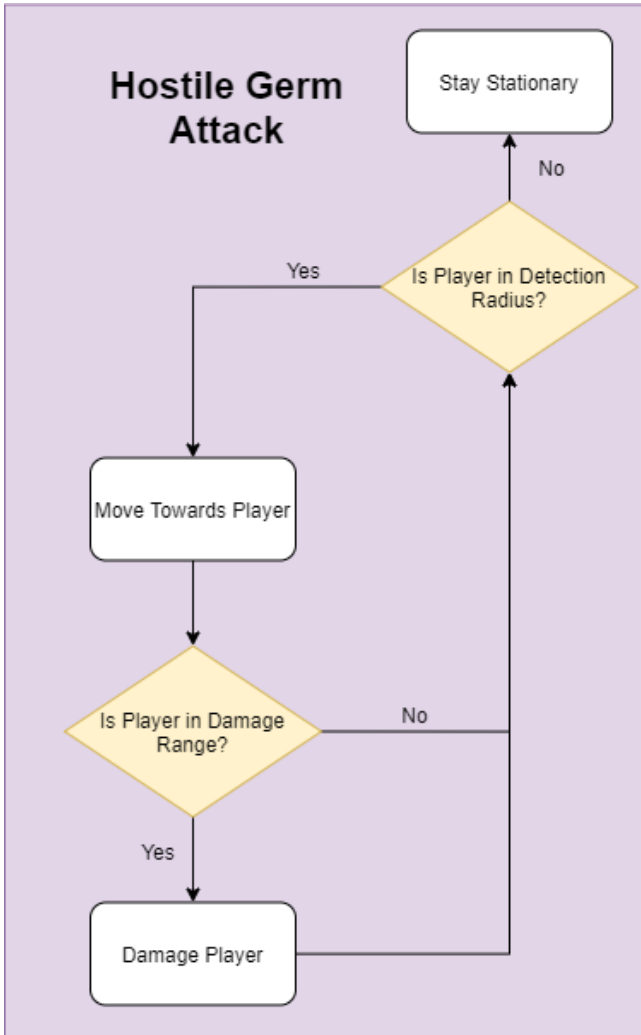 Hostile Germ
Attack
Stay Stationary
No
Is Player in Detection
Radius?
Yes
Move Towards Player
Is Player in Damage
Range?
No
Yes
Damage Player